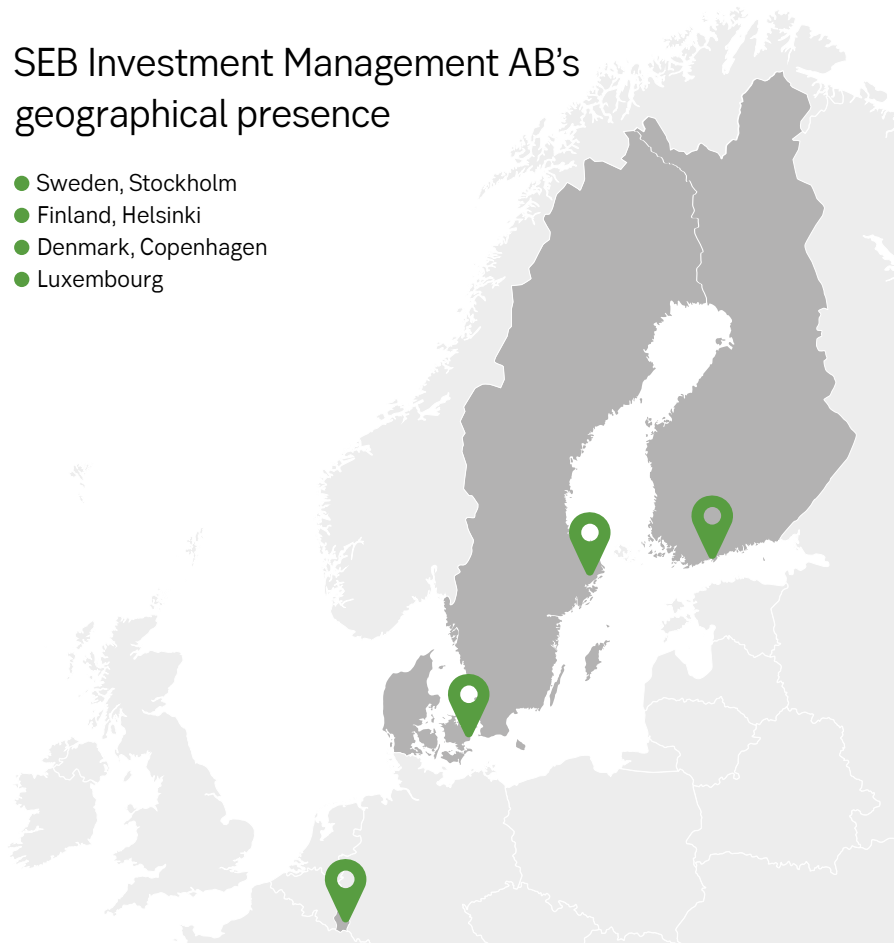 SEB Investment Management AB’s
geographical presence
Sweden, Stockholm
Finland, Helsinki
Denmark, Copenhagen
Luxembourg